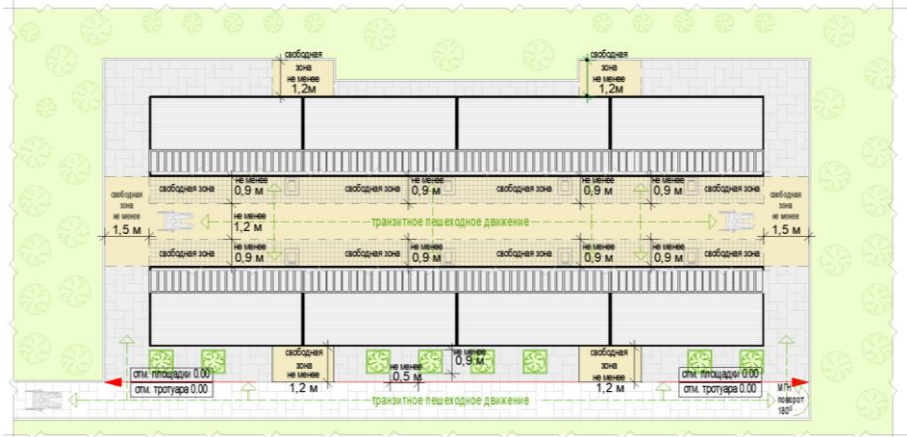 свободная
зона
не менее
1,2м
свободная
зона
не менее
1,2м
свободная зона
не менее
0,9 м
свободная зона
не менее
0,9 м
свободная зона
не менее
0,9 м
не менее
0,9 м
свободная зона
свободная
зона
не менее
1,5 м
не менее
1,2 м
транзитное пешеходное движение
свободная
зона
не менее
1,5 м
свободная зона
не менее
0,9 м
свободная зона
не менее
0,9 м
свободная зона
не менее
0,9 м
не менее
0,9 м
свободная зона
свободная
зона
не менее
1,2 м
не менее
0,9 м
не менее
0,5 м
свободная
зона
не менее
1,2 м
отм. площадки 0.00
отм. тротуара 0.00
отм. площадки 0.00
отм. тротуара 0.00
транзитное пешеходное движение
МГН
поворот
180⁰